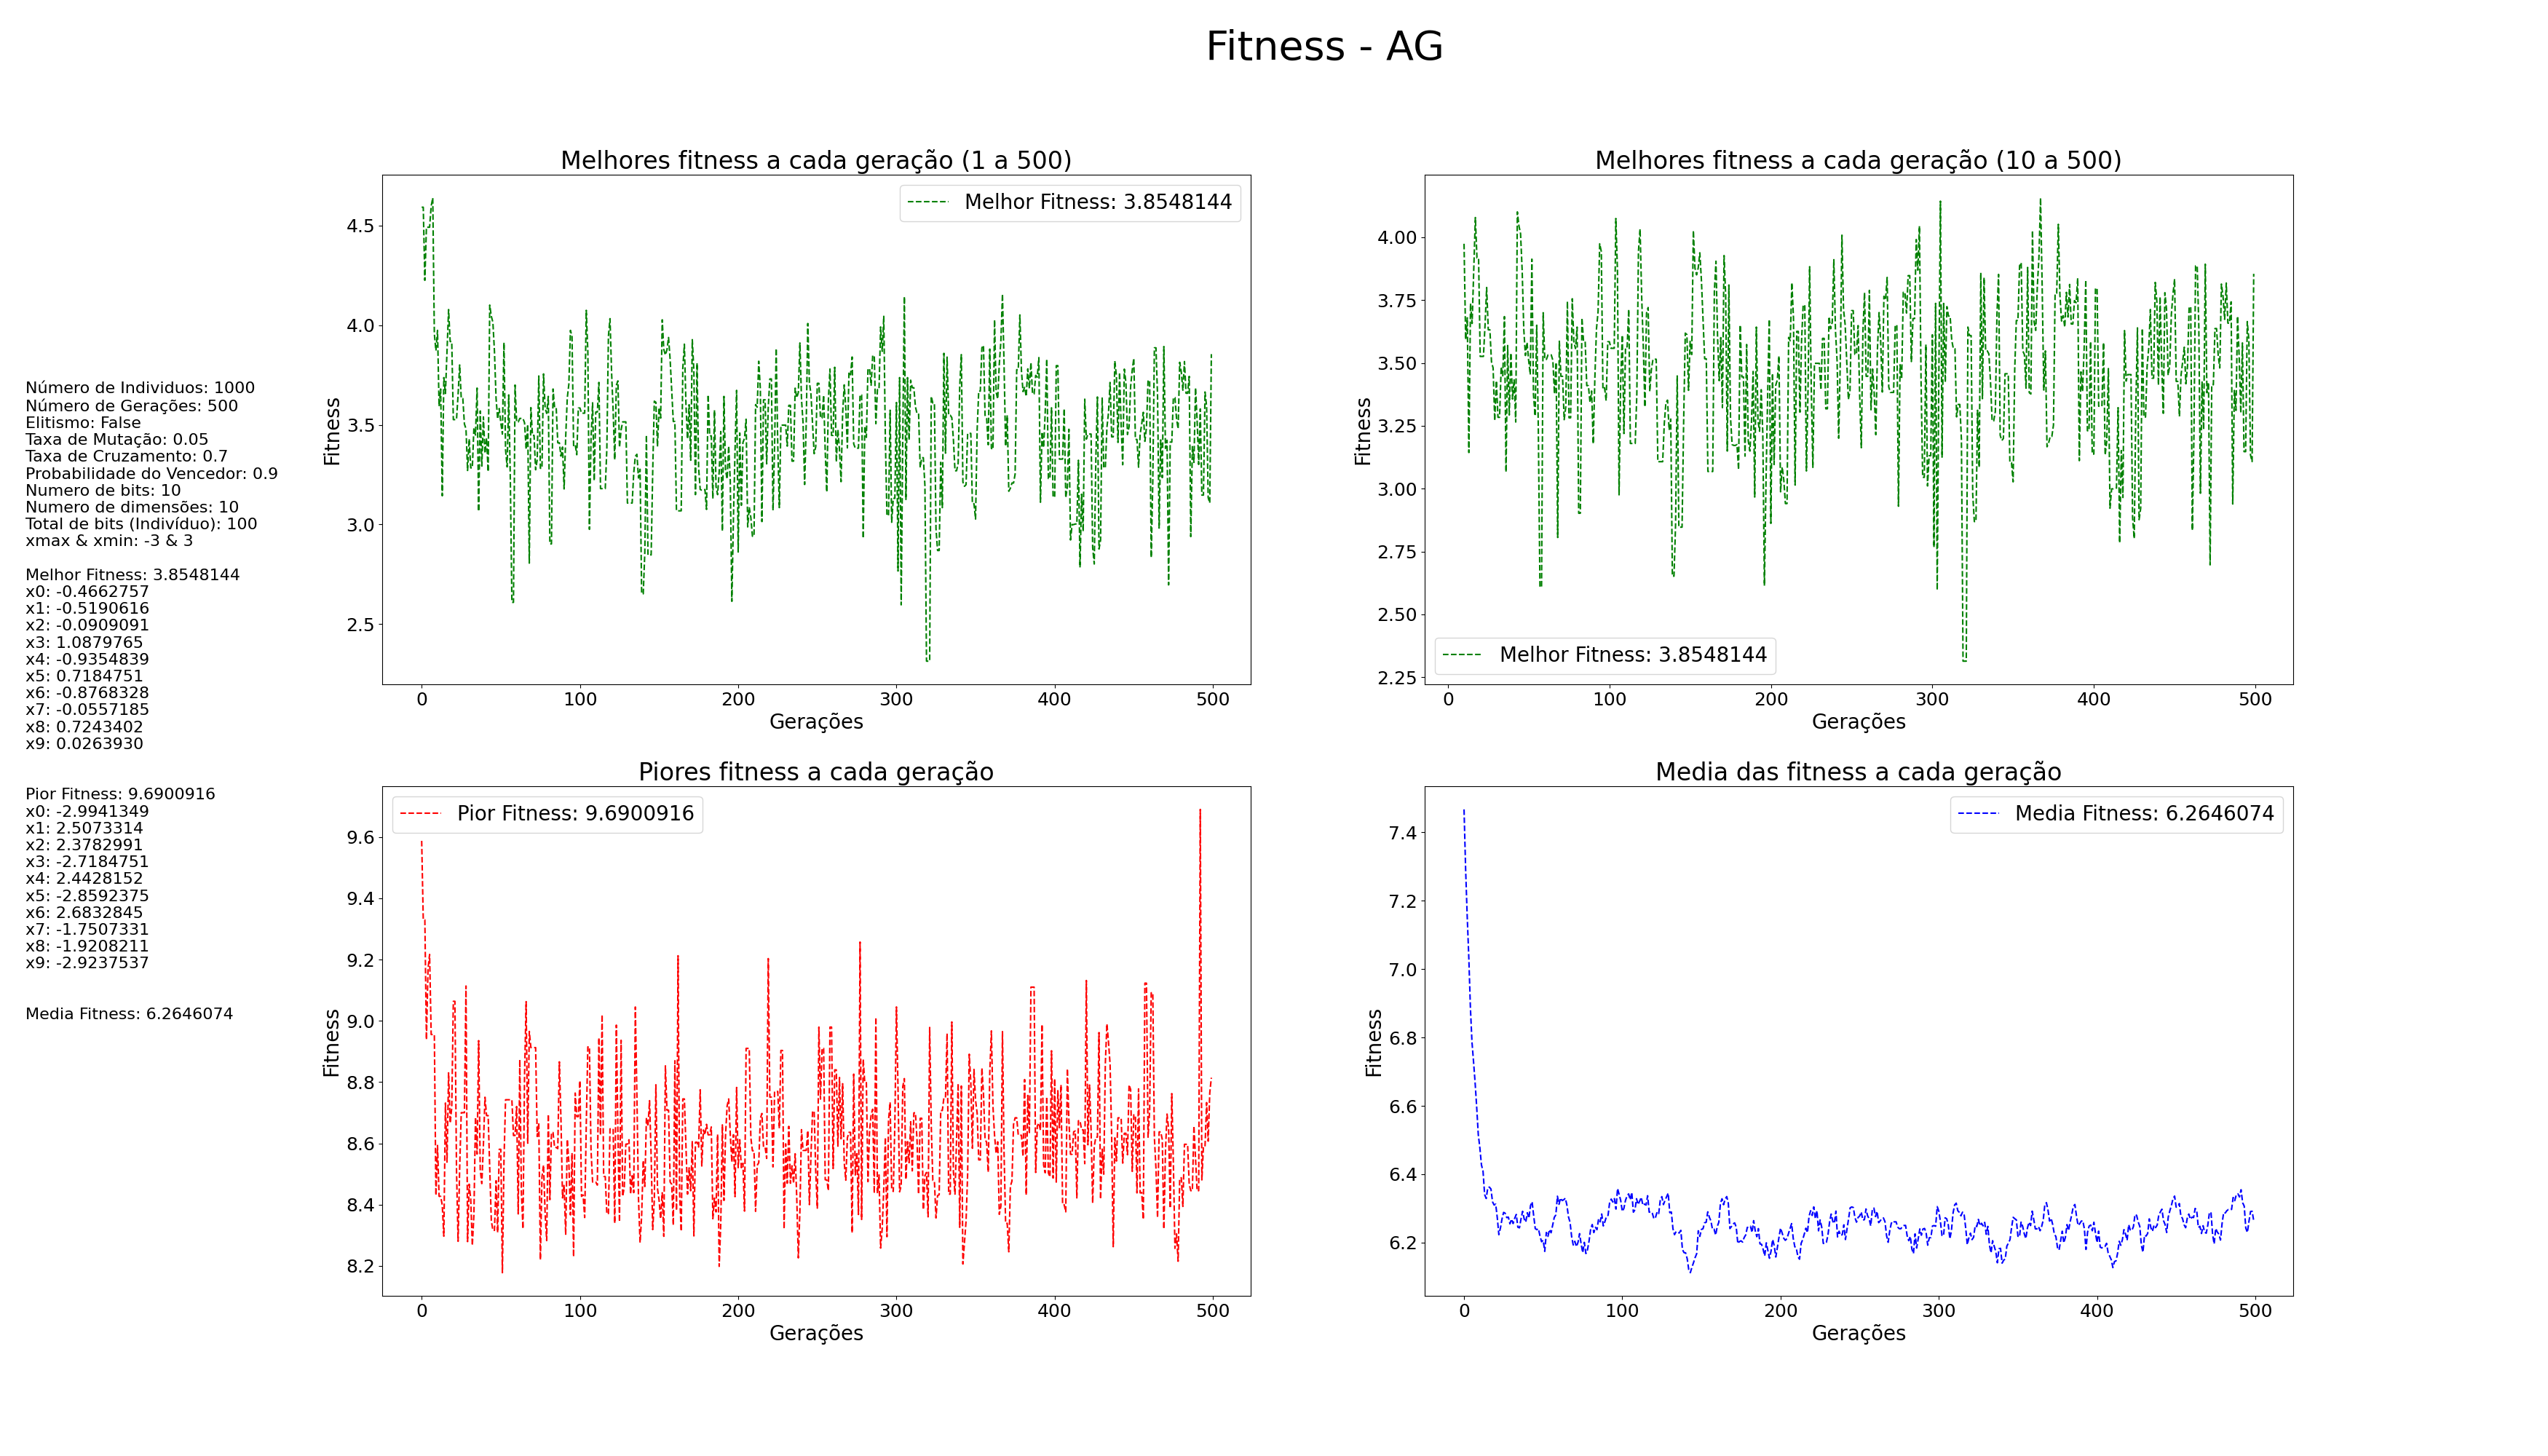 Fitness - AG
Número de Individuos: 1000
Número de Gerações: 500
Elitismo: False
Taxa de Mutação: 0.05
Taxa de Cruzamento: 0.7
Probabilidade do Vencedor: 0.9
Numero de bits: 10
Numero de dimensões: 10
Total de bits (Indivíduo): 100
xmax & xmin: -3 & 3
Melhor Fitness: 3.8548144
x0: -0.4662757
x1: -0.5190616
x2: -0.0909091
x3: 1.0879765
x4: -0.9354839
x5: 0.7184751
x6: -0.8768328
x7: -0.0557185
x8: 0.7243402
x9: 0.0263930
Pior Fitness: 9.6900916
x0: -2.9941349
x1: 2.5073314
x2: 2.3782991
x3: -2.7184751
x4: 2.4428152
x5: -2.8592375
x6: 2.6832845
x7: -1.7507331
x8: -1.9208211
x9: -2.9237537
Media Fitness: 6.2646074
Melhores fitness a cada geração (1 a 500)
Melhor Fitness: 3.8548144
Fitness
4.5
4.0
3.5
3.0
2.5
0 100 200 300 400 500
Gerações
Melhores fitness a cada geração (10 a 500)
Fitness
4.00
3.75
3.50
3.25
3.00
2.75
2.50
2.25
Melhor Fitness: 3.8548144
0 100 200 300 400 500
Gerações
Piores fitness a cada geração
Pior Fitness: 9.6900916
Fitness
9.6
9.4
9.2
9.0
8.8
8.6
8.4
8.2
0 100 200 300 400 500
Gerações
Media das fitness a cada geração
Media Fitness: 6.2646074
Fitness
7.4
7.2
7.0
6.8
6.6
6.4
6.2
0 100 200 300 400 500
Gerações